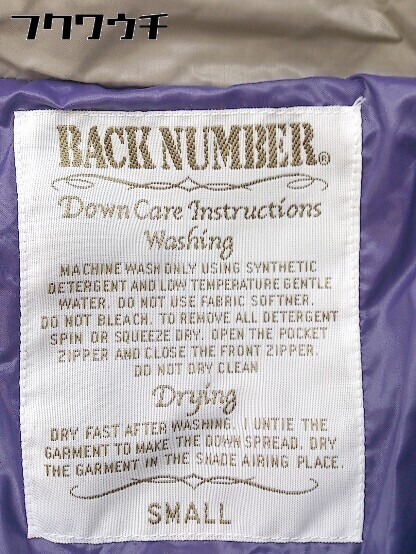 フクワウチ
BACK NUMBER®
Down Care Instructions
Washing
MACHINE WASH ONLY USING SYNTHETIC
DETERGENT AND LOW TEMPERATURE GENTLE
WATER. DO NOT USE FABRIC SOFTNER.
DO NOT BLEACH. TO REMOVE ALL DETERGENT
SPIN OR SQUEEZE DRY. OPEN THE POCKET
ZIPPER AND CLOSE THE FRONT ZIPPER.
DO NOT DRY CLEAN
Drying
DRY FAST AFTER WASHING. I UNTIE THE
GARMENT TO MAKE THE DOWN SPREAD. DRY
THE GARMENT IN THE SHADE AIRING PLACE.
SMALL